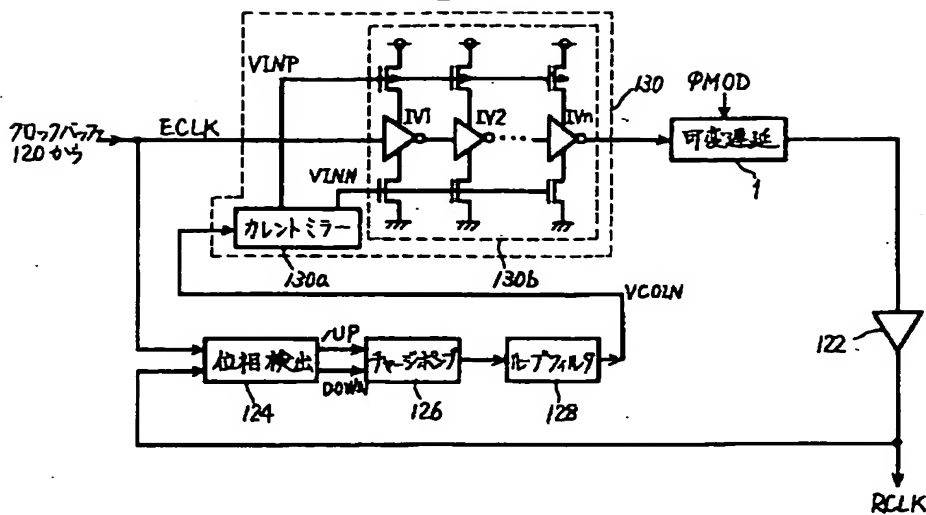 VINP
130
φMOD
クロックバッファ
120から
ECLK
IV1
IV2
IVn
可変遅延
1
VINN
カレントミラー
130a
130b
VCOIN
122
位相検出
/UP
DOWN
チャージポンプ
ループフィルタ
124
126
128
RCLK